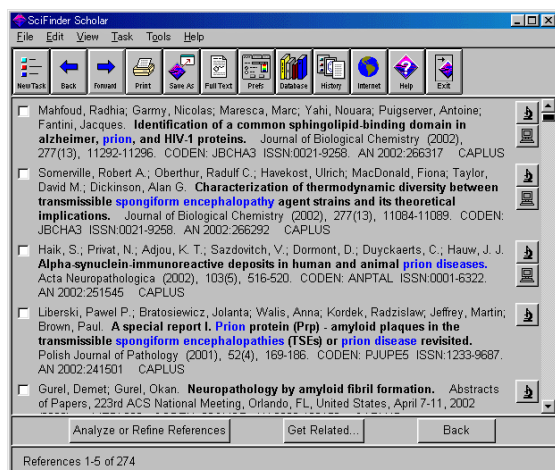 SciFinder Scholar
File Edit View Task Tools Help
New Task Back Forward Print Save As Full Text Prefs Database History Internet Help Exit
Mahfoud, Radhia; Garmy, Nicolas; Maresca, Marc; Yahi, Nouara; Puigserver, Antoine;
Fantini, Jacques. Identification of a common sphingolipid-binding domain in
alzheimer, prion, and HIV-1 proteins. Journal of Biological Chemistry (2002),
277(13), 11292-11296. CODEN: JBCHA3 ISSN:0021-9258. AN 2002:266317 CAPLUS
Somerville, Robert A.; Oberthur, Radulf C.; Havekost, Ulrich; MacDonald, Fiona; Taylor,
David M.; Dickinson, Alan G. Characterization of thermodynamic diversity between
transmissible spongiform encephalopathy agent strains and its theoretical
implications. Journal of Biological Chemistry (2002), 277(13), 11084-11089. CODEN:
JBCHA3 ISSN:0021-9258. AN 2002:266292 CAPLUS
Haik, S.; Privat, N.; Adjou, K. T.; Sazdovitch, V.; Dormont, D.; Duyckaerts, C.; Hauw, J. J.
Alpha-synuclein-immunoreactive deposits in human and animal prion diseases.
Acta Neuropathologica (2002), 103(5), 516-520. CODEN: ANPTAL ISSN:0001-6322.
AN 2002:251545 CAPLUS
Liberski, Pawel P.; Bratosiewicz, Jolanta; Walis, Anna; Kordek, Radzislaw; Jeffrey, Martin;
Brown, Paul. A special report I. Prion protein (Prp) - amyloid plaques in the
transmissible spongiform encephalopathies (TSEs) or prion disease revisited.
Polish Journal of Pathology (2001), 52(4), 169-186. CODEN: PJUPE5 ISSN:1233-9687.
AN 2002:241501 CAPLUS
Gurel, Demet; Gurel, Okan. Neuropathology by amyloid fibril formation. Abstracts
of Papers, 223rd ACS National Meeting, Orlando, FL, United States, April 7-11, 2002
Analyze or Refine References Get Related... Back
References 1-5 of 274